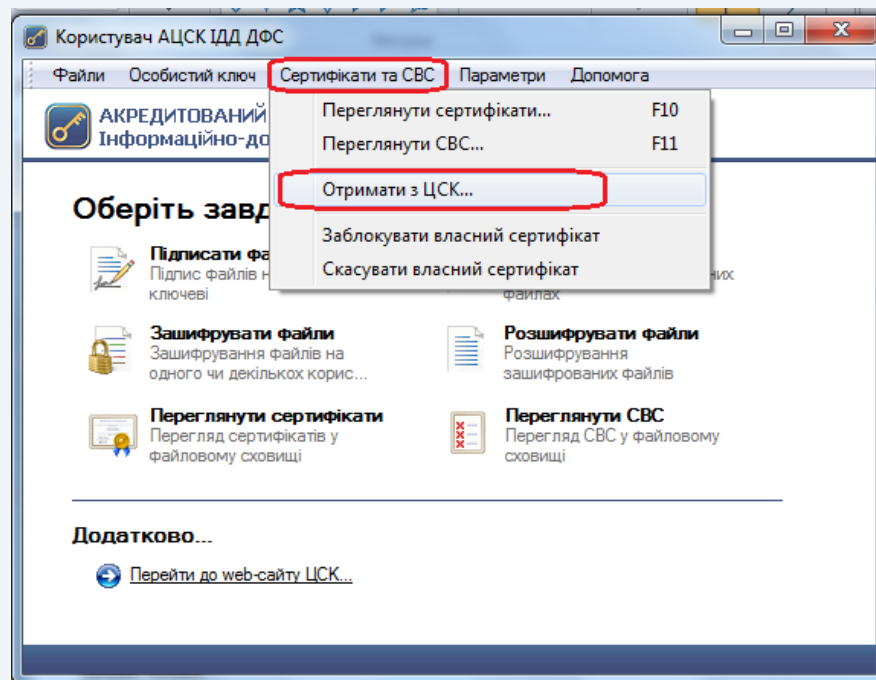 Користувач АЦСК ІДД ДФС
Файли Особистий ключ Сертифікати та СВС Параметри Допомога
АКРЕДИТОВАНИЙ
Інформаційно-до
Переглянути сертифікати... F10
Переглянути СВС... F11
Отримати з ЦСК...
Заблокувати власний сертифікат
Скасувати власний сертифікат
Оберіть завд
Підписати фа
Підпис файлів н
ключеві
них
файлах
Зашифрувати файли
Зашифрування файлів на
одного чи декількох корис...
Розшифрувати файли
Розшифрування
зашифрованих файлів
Переглянути сертифікати
Перегляд сертифікатів у
файловому сховищі
Переглянути СВС
Перегляд СВС у файловому
сховищі
Додатково...
Перейти до web-сайту ЦСК...